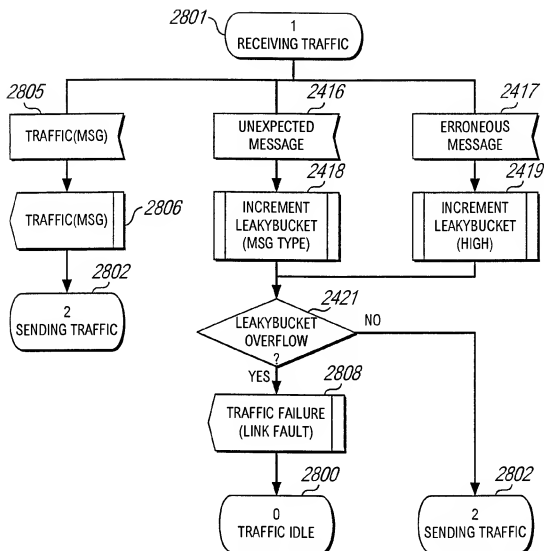 2801
1
RECEIVING TRAFFIC
2805
TRAFFIC(MSG)
2416
UNEXPECTED
MESSAGE
2417
ERRONEOUS
MESSAGE
TRAFFIC(MSG)
2806
2418
INCREMENT
LEAKYBUCKET
(MSG TYPE)
2419
INCREMENT
LEAKYBUCKET
(HIGH)
2802
2
SENDING TRAFFIC
2421
LEAKYBUCKET
OVERFLOW
?
NO
YES
2808
TRAFFIC FAILURE
(LINK FAULT)
2800
0
TRAFFIC IDLE
2802
2
SENDING TRAFFIC